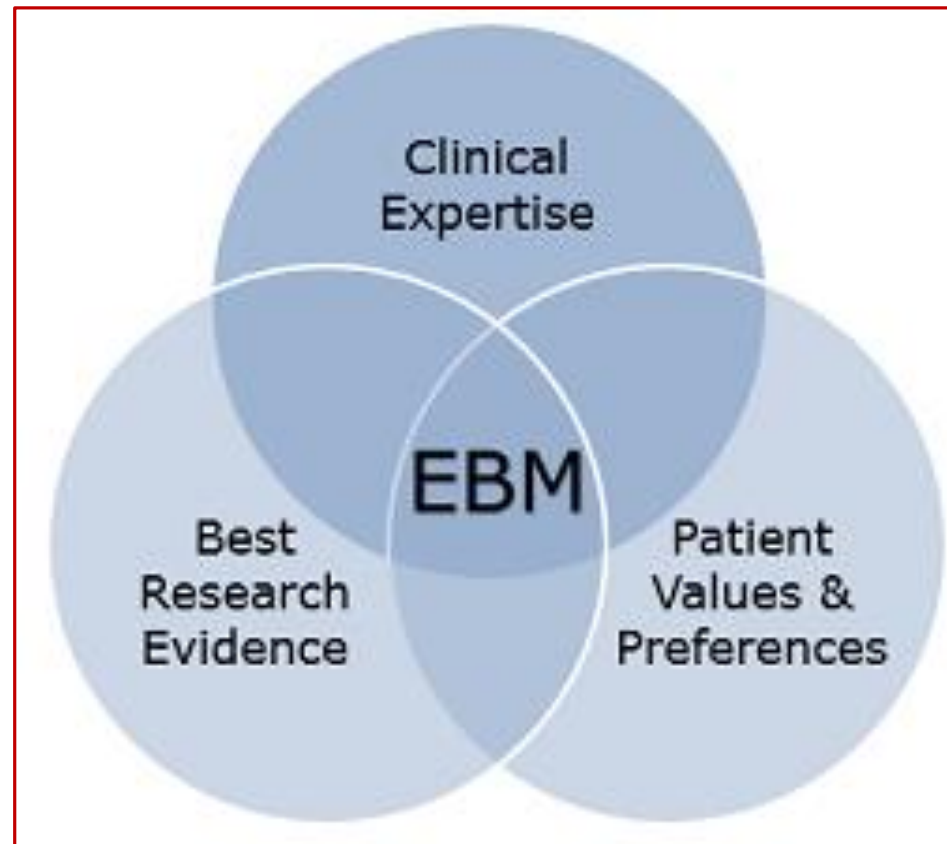 Clinical
Expertise
EBM
Best
Research
Evidence
Patient
Values &
Preferences